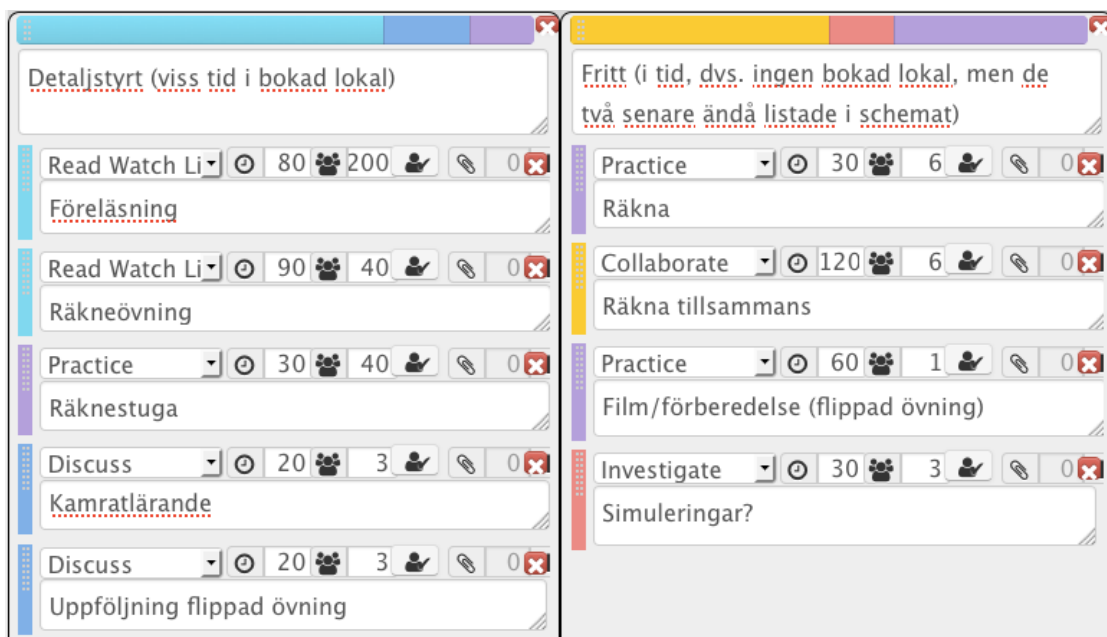 Detaljstyrt (viss tid i bokad lokal)
Read Watch Li 80 200 0
Föreläsning
Read Watch Li 90 40 0
Räkneövning
Practice 30 40 0
Räknestuga
Discuss 20 3 0
Kamratlärande
Discuss 20 3 0
Uppföljning flippad övning
Fritt (i tid, dvs. ingen bokad lokal, men de
två senare ändå listade i schemat)
Practice 30 6 0
Räkna
Collaborate 120 6 0
Räkna tillsammans
Practice 60 1 0
Film/förberedelse (flippad övning)
Investigate 30 3 0
Simuleringar?